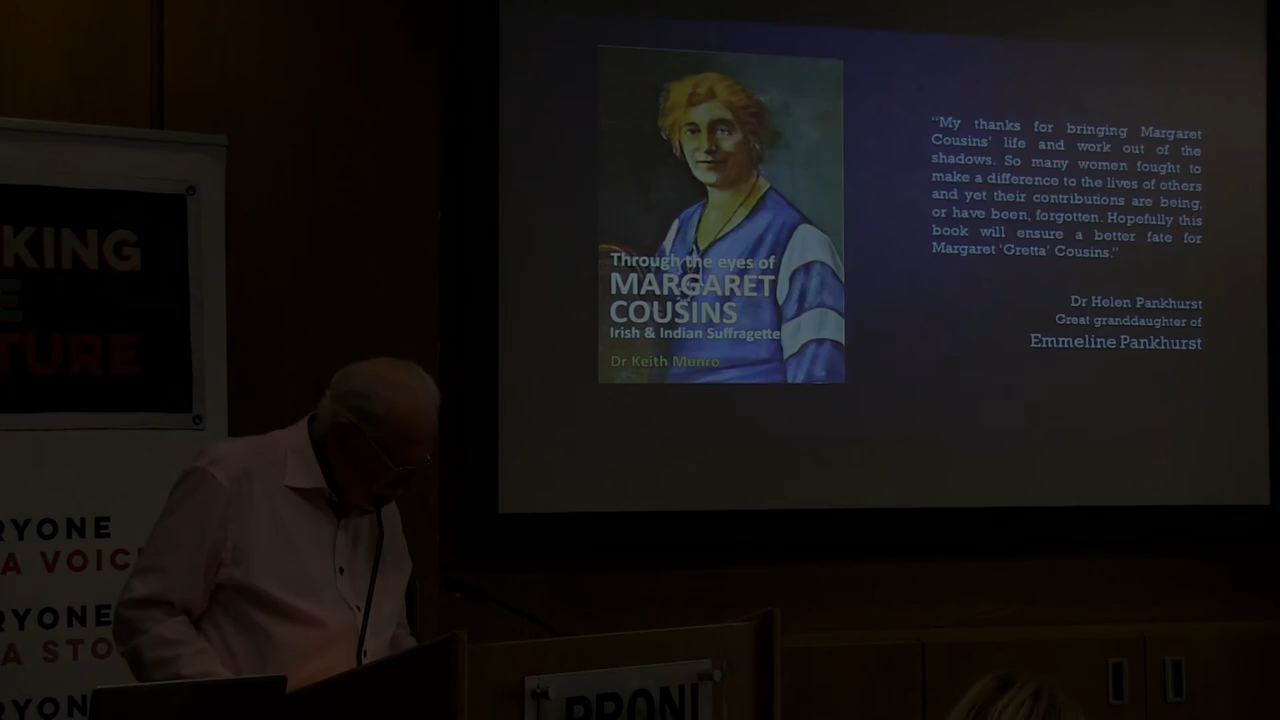 KING
E
TURE
RYONE
A VOIC
RYONE
A STO
RYON
Through the eyes of
MARGARET
COUSINS
Irish & Indian Suffragette
Dr Keith Munro
“My thanks for bringing Margaret
Cousins’ life and work out of the
shadows. So many women fought to
make a difference to the lives of others
and yet their contributions are being,
or have been, forgotten. Hopefully this
book will ensure a better fate for
Margaret ‘Gretta’ Cousins.”
Dr Helen Pankhurst
Great granddaughter of
Emmeline Pankhurst
PRONI